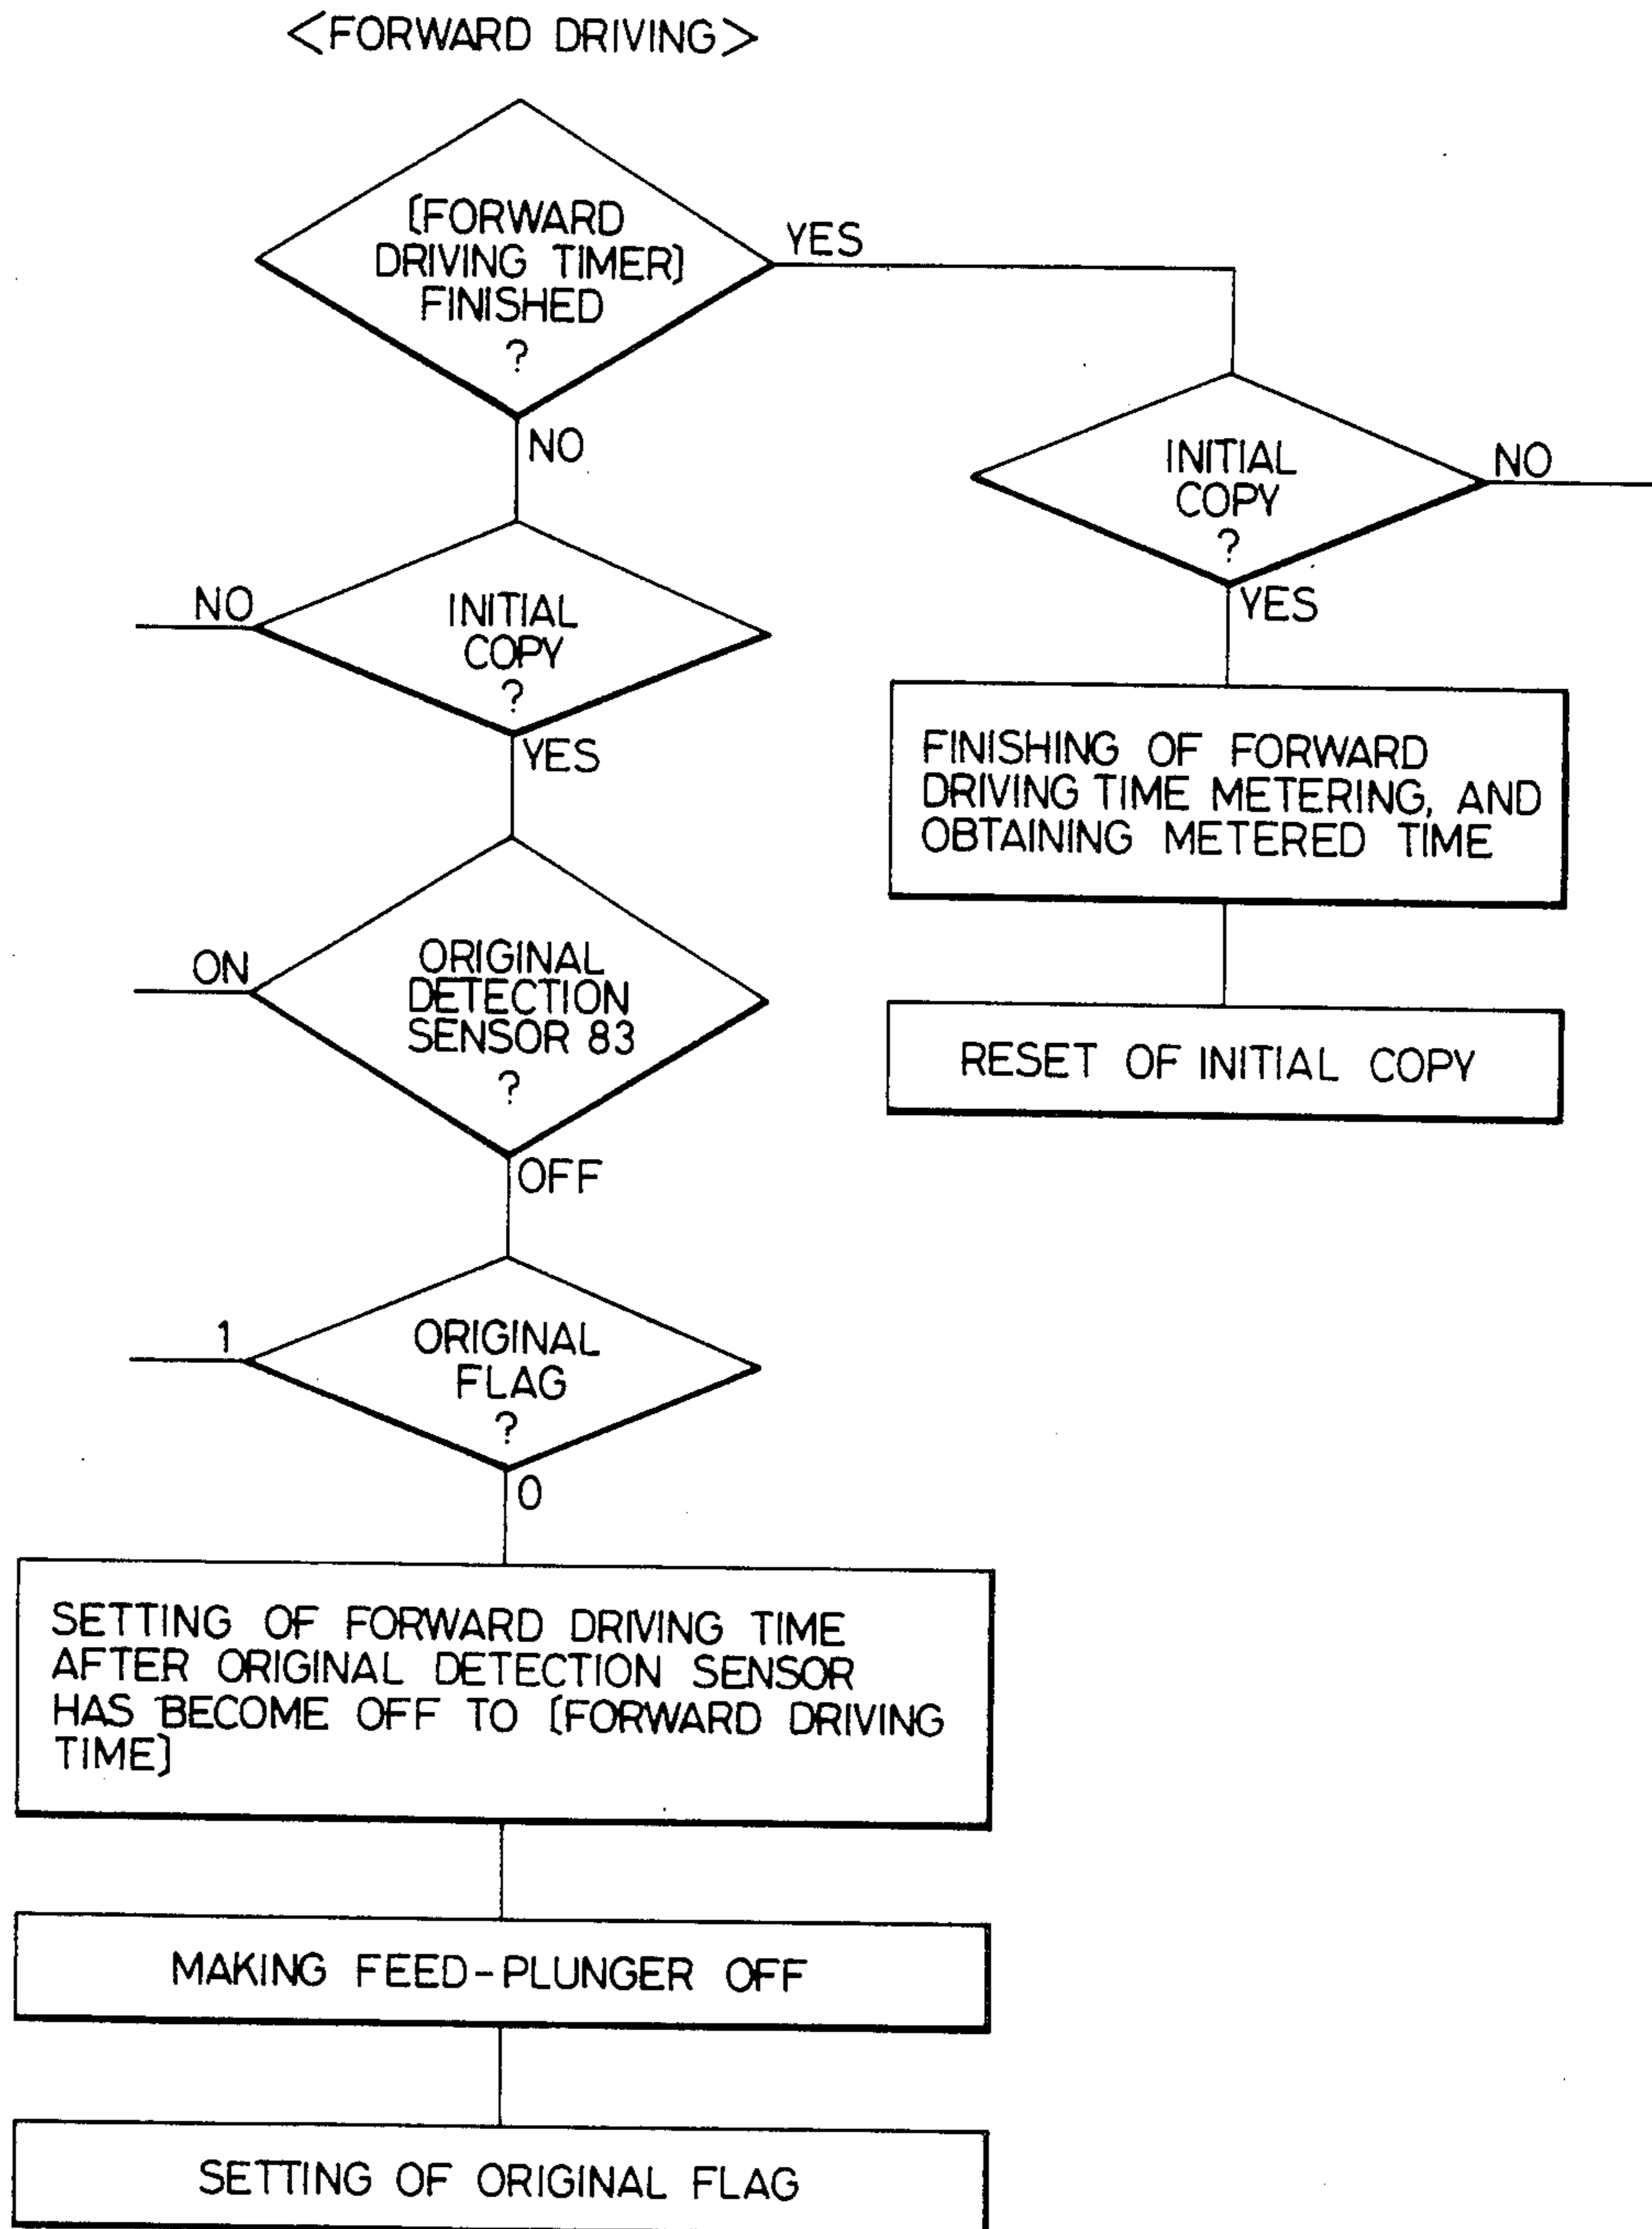 <FORWARD DRIVING>
[FORWARD
DRIVING TIMER]
FINISHED
?
YES
NO
INITIAL
COPY
?
NO
YES
INITIAL
COPY
?
NO
YES
FINISHING OF FORWARD
DRIVING TIME METERING, AND
OBTAINING METERED TIME
RESET OF INITIAL COPY
ORIGINAL
DETECTION
SENSOR 83
?
ON
OFF
ORIGINAL
FLAG
?
1
0
SETTING OF FORWARD DRIVING TIME
AFTER ORIGINAL DETECTION SENSOR
HAS BECOME OFF TO [FORWARD DRIVING
TIME]
MAKING FEED-PLUNGER OFF
SETTING OF ORIGINAL FLAG